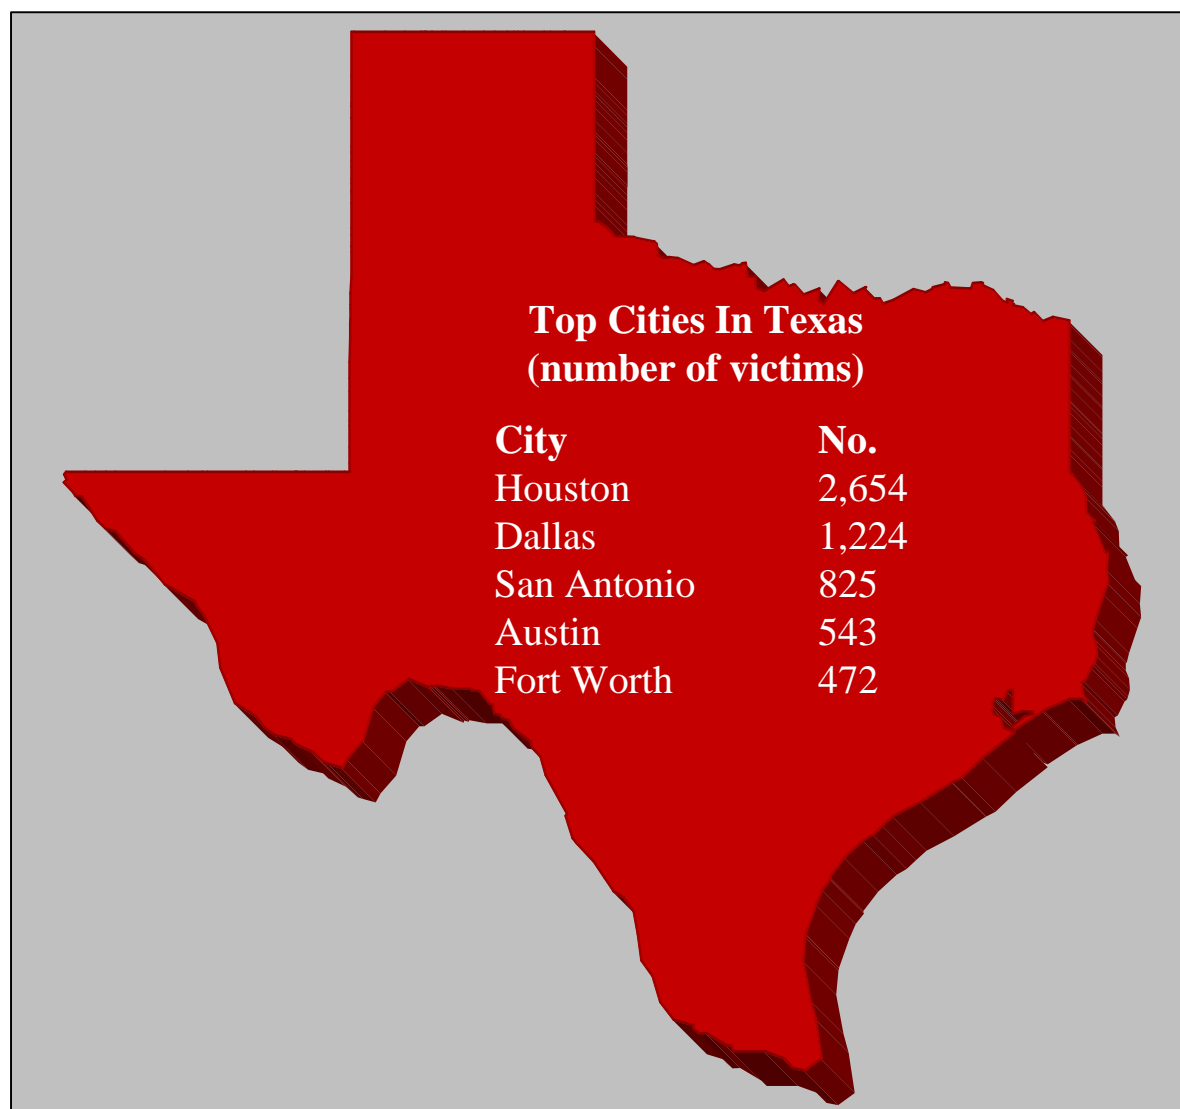 Top Cities In Texas
(number of victims)
City No.
Houston 2,654
Dallas 1,224
San Antonio 825
Austin 543
Fort Worth 472